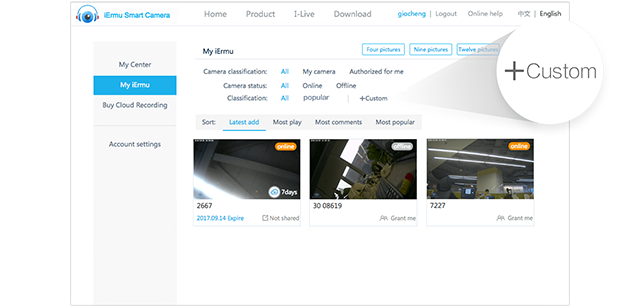 iErmu Smart Camera Home Product I-Live Download giocheng | Logout Online help 中文 | English
My iErmu Four pictures Nine pictures Twelve pictures
My Center
My iErmu
Buy Cloud Recording
Account settings
Camera classification: All My camera Authorized for me
Camera status: All Online Offline
Classification: All popular | +Custom
+Custom
Sort: Latest add Most play Most comments Most popular
online
7days
2667
2017.09.14 Expire Not shared
offline
30 08619
Grant me
online
7227
Grant me